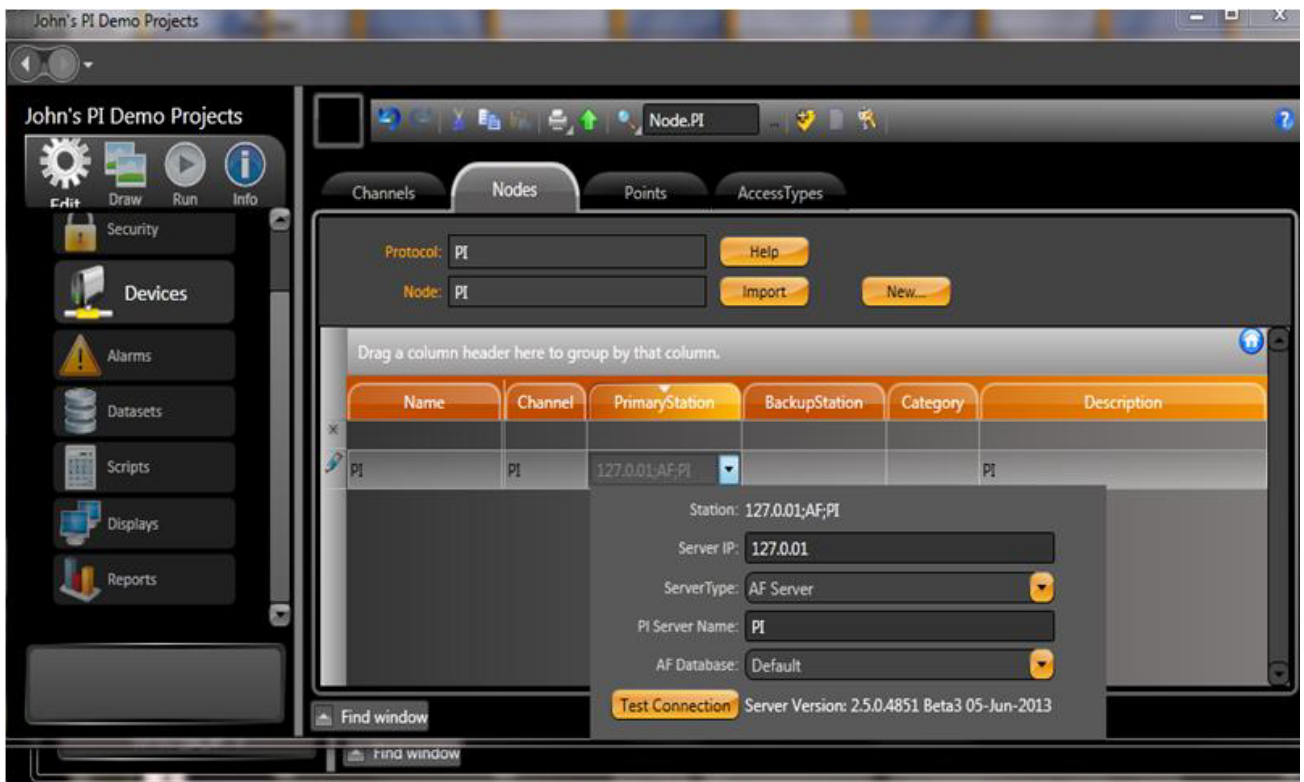 John's PI Demo Projects
John's PI Demo Projects
Edit Draw Run Info
Security
Devices
Alarms
Datasets
Scripts
Displays
Reports
Node.PI
...
Channels Nodes Points AccessTypes
Protocol: PI Help
Node: PI Import New...
Drag a column header here to group by that column.
Name Channel PrimaryStation BackupStation Category Description
PI PI 127.0.01;AF;PI PI
Station: 127.0.01;AF;PI
Server IP: 127.0.01
ServerType: AF Server
PI Server Name: PI
AF Database: Default
Test Connection Server Version: 2.5.0.4851 Beta3 05-Jun-2013
Find window
Find window